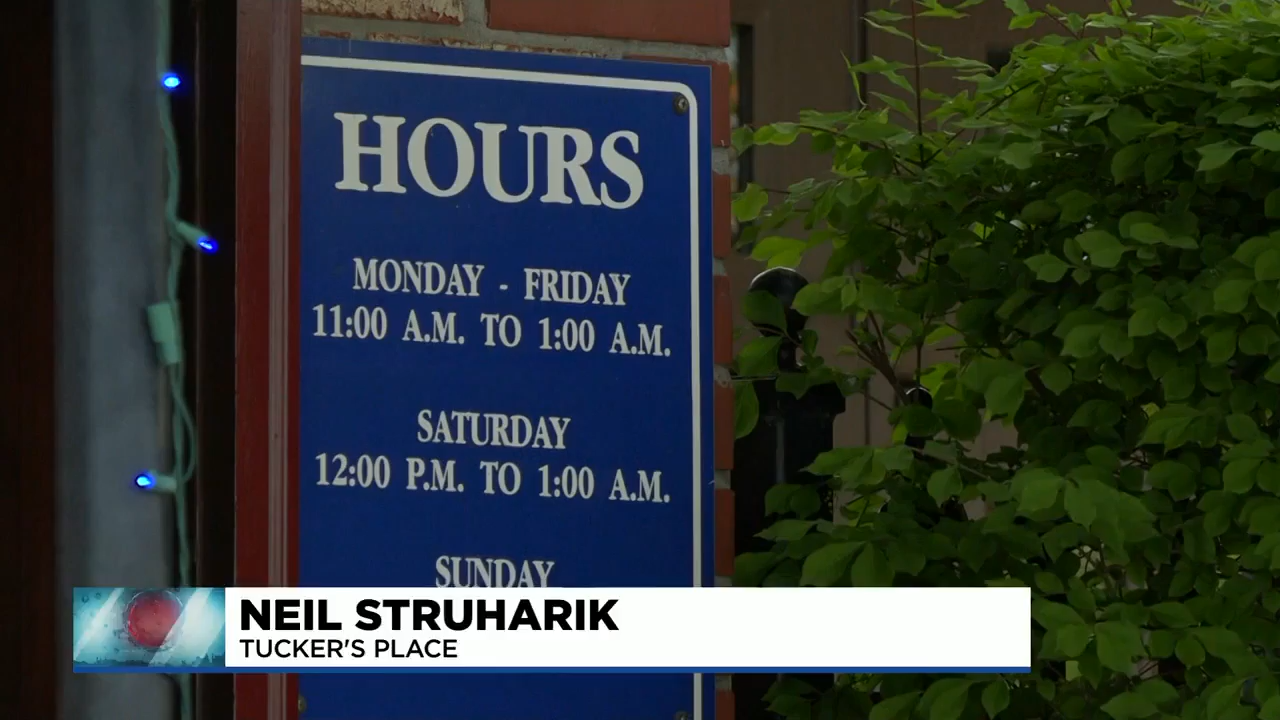 HOURS
MONDAY - FRIDAY
11:00 A.M. TO 1:00 A.M.
SATURDAY
12:00 P.M. TO 1:00 A.M.
SUNDAY
NEIL STRUHARIK
TUCKER'S PLACE